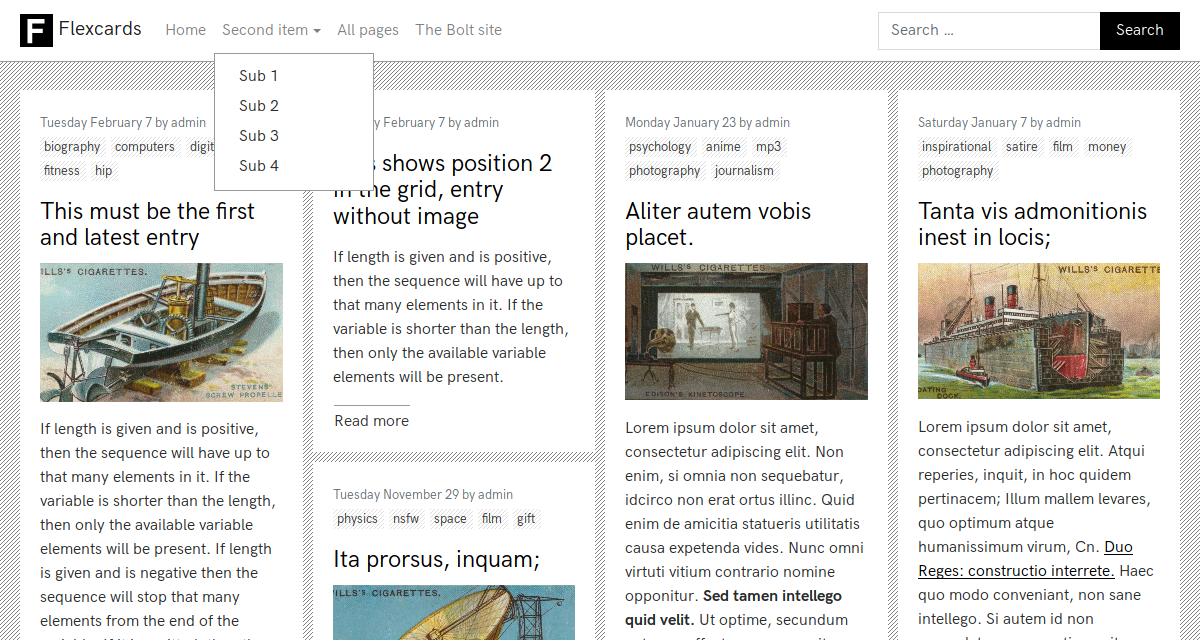 F Flexcards
Home
Second item
All pages
The Bolt site
Search ...
Search
Sub 1
Sub 2
Sub 3
Sub 4
Tuesday February 7 by admin
biography computers
fitness hip
This must be the first
and latest entry
ILLS'S CIGARETTES.
STEVENS'
SCREW PROPELLE
If length is given and is positive,
then the sequence will have up to
that many elements in it. If the
variable is shorter than the length,
then only the available variable
elements will be present. If length
is given and is negative then the
sequence will stop that many
elements from the end of the
February 7 by admin
shows position 2
in the grid, entry
without image
If length is given and is positive,
then the sequence will have up to
that many elements in it. If the
variable is shorter than the length,
then only the available variable
elements will be present.
Read more
Tuesday November 29 by admin
physics nsfw space film gift
Ita prorsus, inquam;
ILLS'S CIGARETTES.
Monday January 23 by admin
psychology anime mp3
photography journalism
Aliter autem vobis
placet.
WILLS'S CIGARETTES
EDISON'S KINETOSCOPE.
Lorem ipsum dolor sit amet,
consectetur adipiscing elit. Non
enim, si omnia non sequebatur,
idcirco non erat ortus illinc. Quid
enim de amicitia statueris utilitatis
causa expetenda vides. Nunc omni
virtuti vitium contrario nomine
opponitur. Sed tamen intellego
quid velit. Ut optime, secundum
Saturday January 7 by admin
inspirational satire film money
photography
Tanta vis admonitionis
inest in locis;
WILLS'S CIGARETTE
OATING
DOCK.
Lorem ipsum dolor sit amet,
consectetur adipiscing elit. Atqui
reperies, inquit, in hoc quidem
pertinacem; Illum mallem levares,
quo optimum atque
humanissimum virum, Cn. Duo
Reges: constructio interrete. Haec
quo modo conveniant, non sane
intellego. Si autem id non